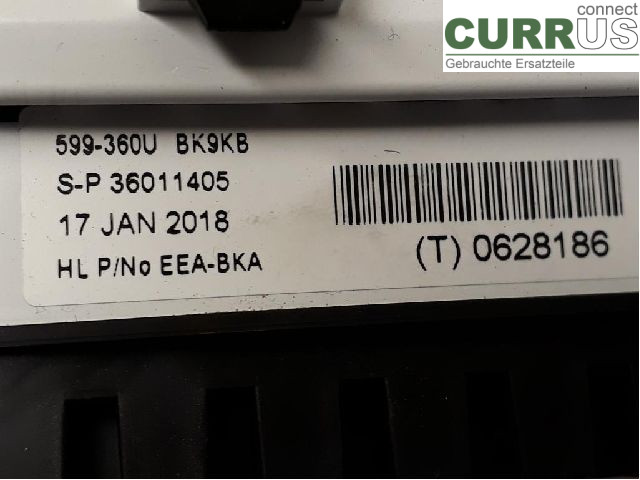 connect
CURRUS
Gebrauchte Ersatzteile
599-360U BK9KB
S-P 36011405
17 JAN 2018
HL P/No EEA-BKA
(T) 0628186